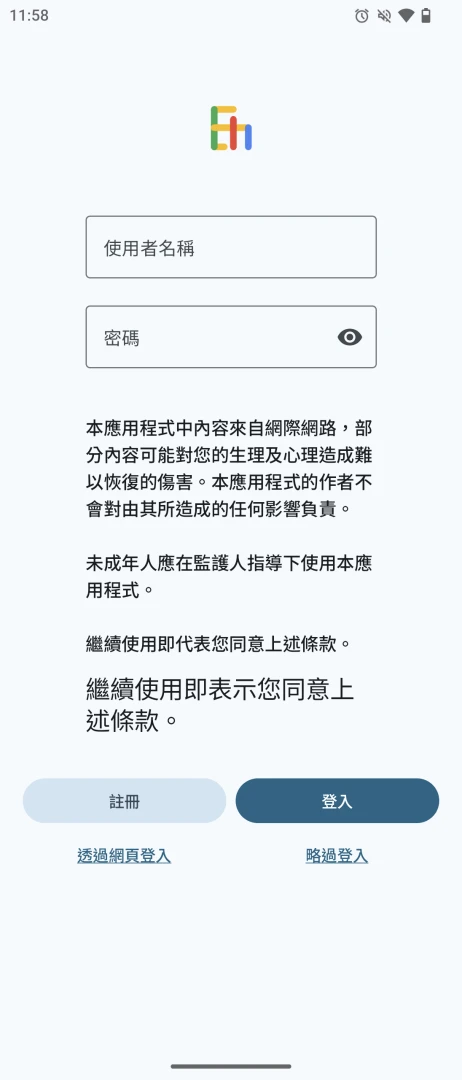 11:58
Eh
使用者名稱
密碼
本應用程式中內容來自網際網路，部
分內容可能對您的生理及心理造成難
以恢復的傷害。本應用程式的作者不
會對由其所造成的任何影響負責。
未成年人應在監護人指導下使用本應
用程式。
繼續使用即代表您同意上述條款。
繼續使用即表示您同意上
述條款。
註冊
登入
透過網頁登入
略過登入